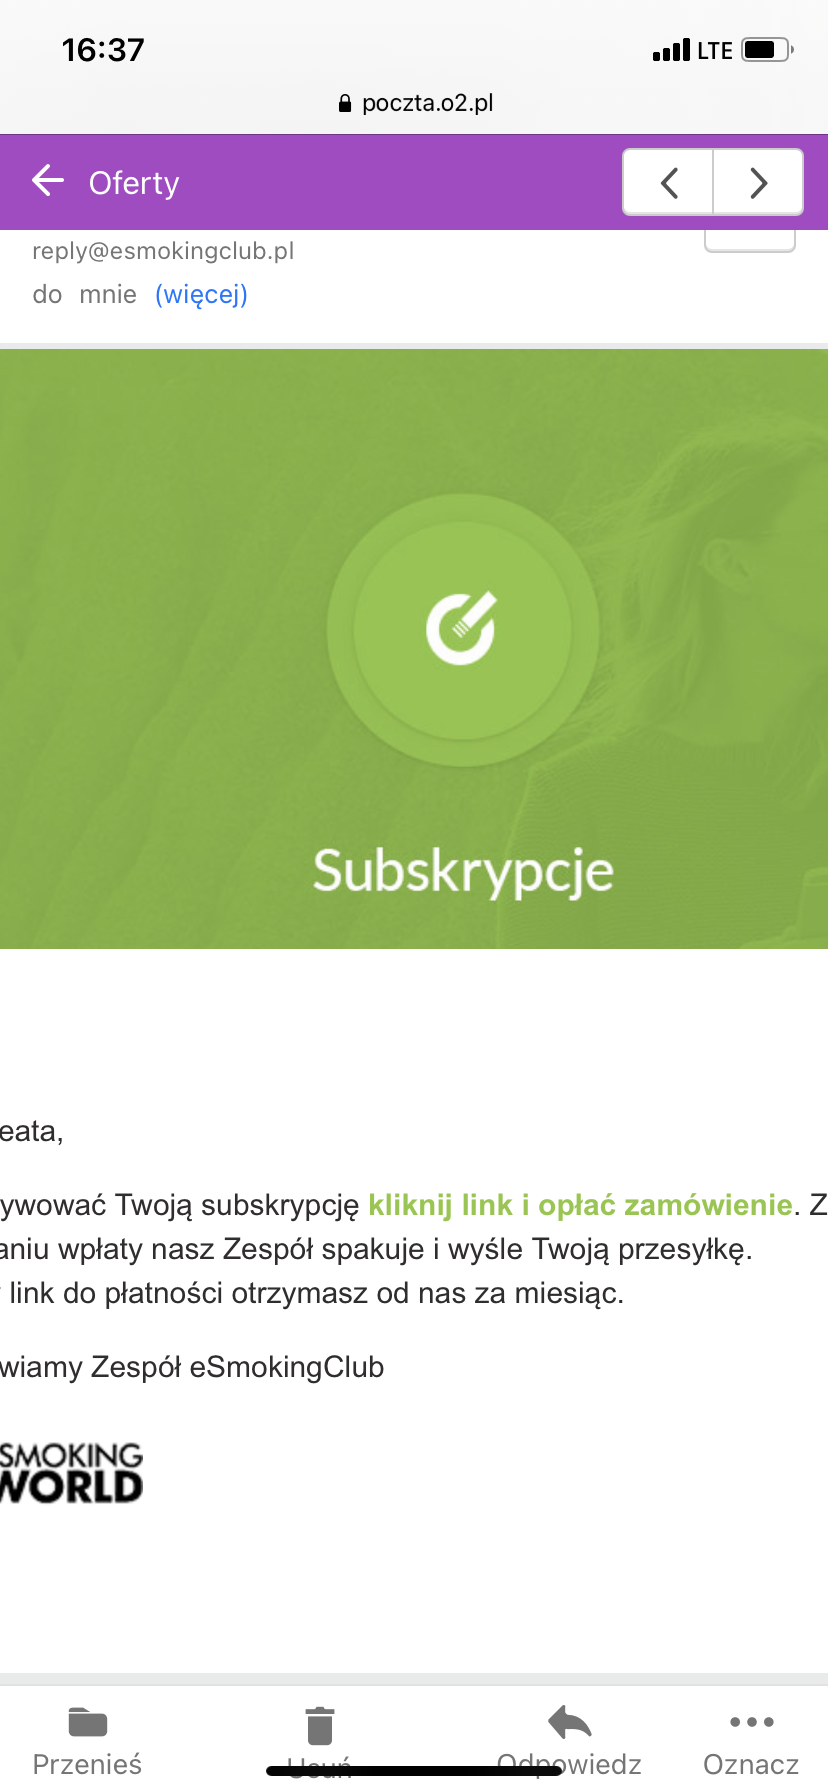 16:37
LTE
poczta.o2.pl
Oferty
reply@esmokingclub.pl
do mnie (więcej)
Subskrypcje
eata,
ywować Twoją subskrypcję kliknij link i opłać zamówienie. Z
aniu wpłaty nasz Zespół spakuje i wyśle Twoją przesyłkę.
link do płatności otrzymasz od nas za miesiąc.
wiamy Zespół eSmokingClub
SMOKING
WORLD
Przenieś
Usuń
Odpowiedz
Oznacz